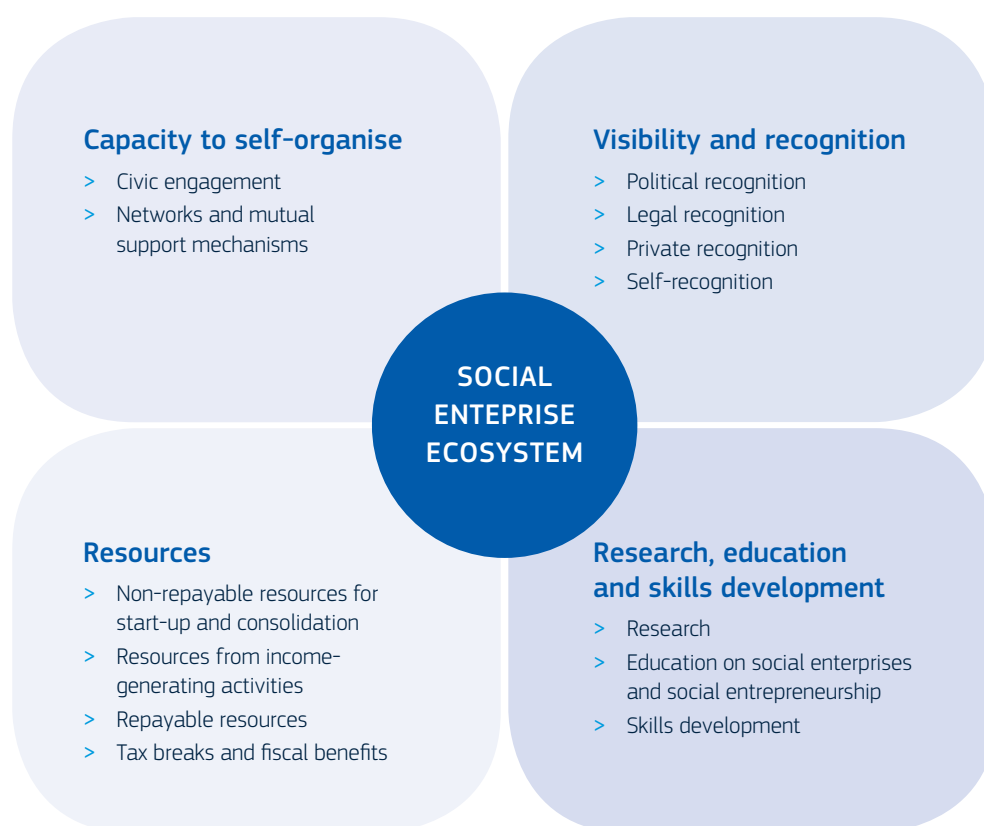 Capacity to self-organise
> Civic engagement
> Networks and mutual
support mechanisms
Visibility and recognition
> Political recognition
> Legal recognition
> Private recognition
> Self-recognition
SOCIAL
ENTEPRISE
ECOSYSTEM
Resources
> Non-repayable resources for
start-up and consolidation
> Resources from income-
generating activities
> Repayable resources
> Tax breaks and fiscal benefits
Research, education
and skills development
> Research
> Education on social enterprises
and social entrepreneurship
> Skills development